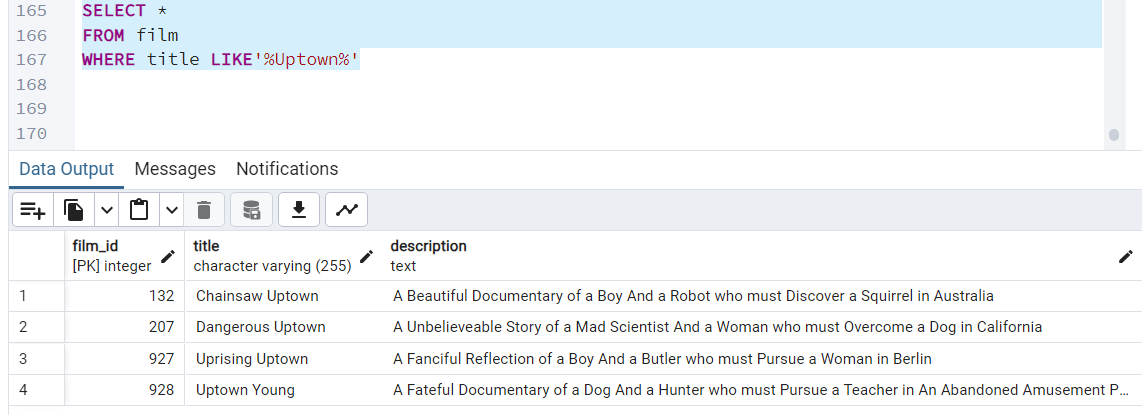 165 SELECT *
166 FROM film
167 WHERE title LIKE'%Uptown%'
168
169
170
Data Output Messages Notifications
film_id title description
[PK] integer character varying (255) text
1 132 Chainsaw Uptown A Beautiful Documentary of a Boy And a Robot who must Discover a Squirrel in Australia
2 207 Dangerous Uptown A Unbelieveable Story of a Mad Scientist And a Woman who must Overcome a Dog in California
3 927 Uprising Uptown A Fanciful Reflection of a Boy And a Butler who must Pursue a Woman in Berlin
4 928 Uptown Young A Fateful Documentary of a Dog And a Hunter who must Pursue a Teacher in An Abandoned Amusement P...